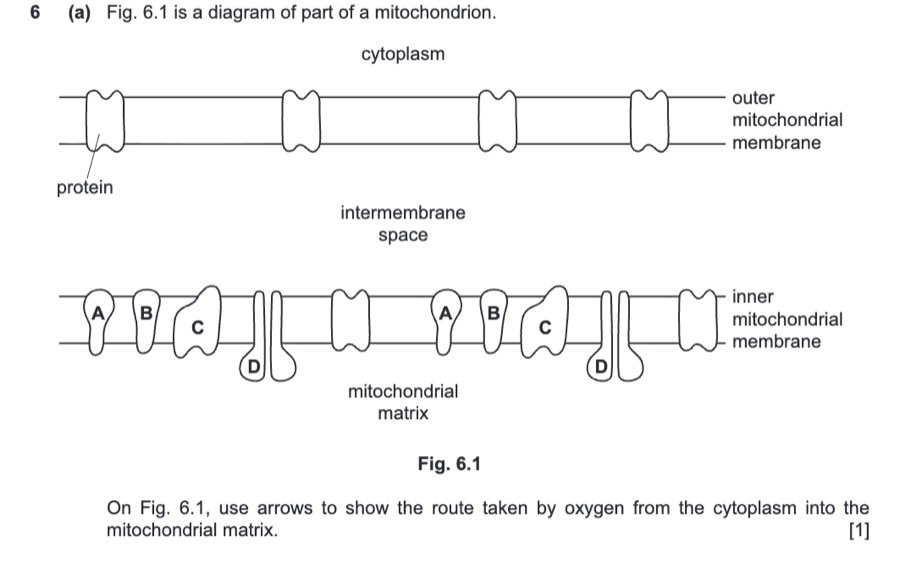 6 (a) Fig. 6.1 is a diagram of part of a mitochondrion.
cytoplasm
outer
mitochondrial
membrane
protein
intermembrane
space
A B C D A B C D
inner
mitochondrial
membrane
mitochondrial
matrix
Fig. 6.1
On Fig. 6.1, use arrows to show the route taken by oxygen from the cytoplasm into the
mitochondrial matrix. [1]